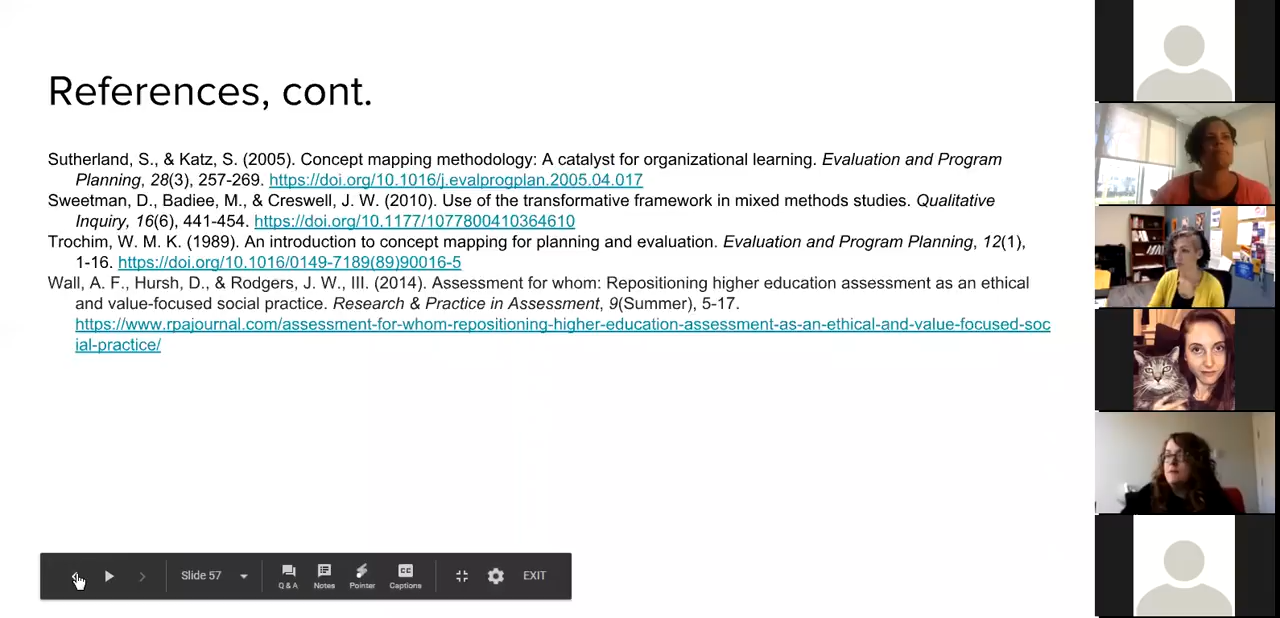 References, cont.
Sutherland, S., & Katz, S. (2005). Concept mapping methodology: A catalyst for organizational learning. Evaluation and Program
Planning, 28(3), 257-269. https://doi.org/10.1016/j.evalprogplan.2005.04.017
Sweetman, D., Badiee, M., & Creswell, J. W. (2010). Use of the transformative framework in mixed methods studies. Qualitative
Inquiry, 16(6), 441-454. https://doi.org/10.1177/1077800410364610
Trochim, W. M. K. (1989). An introduction to concept mapping for planning and evaluation. Evaluation and Program Planning, 12(1),
1-16. https://doi.org/10.1016/0149-7189(89)90016-5
Wall, A. F., Hursh, D., & Rodgers, J. W., III. (2014). Assessment for whom: Repositioning higher education assessment as an ethical
and value-focused social practice. Research & Practice in Assessment, 9(Summer), 5-17.
https://www.rpajournal.com/assessment-for-whom-repositioning-higher-education-assessment-as-an-ethical-and-value-focused-soc
ial-practice/
Slide 57
Q & A
Notes
Pointer
CC
Captions
EXIT